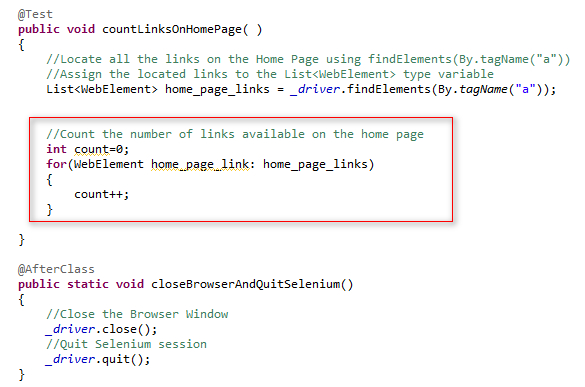 @Test
public void countLinksOnHomePage( )
{
//Locate all the links on the Home Page using findElements(By.tagName("a"))
//Assign the located links to the List<WebElement> type variable
List<WebElement> home_page_links = _driver.findElements(By.tagName("a"));
//Count the number of links available on the home page
int count=0;
for(WebElement home_page_link: home_page_links)
{
count++;
}
}
@AfterClass
public static void closeBrowserAndQuitSelenium()
{
//Close the Browser Window
_driver.close();
//Quit Selenium session
_driver.quit();
}